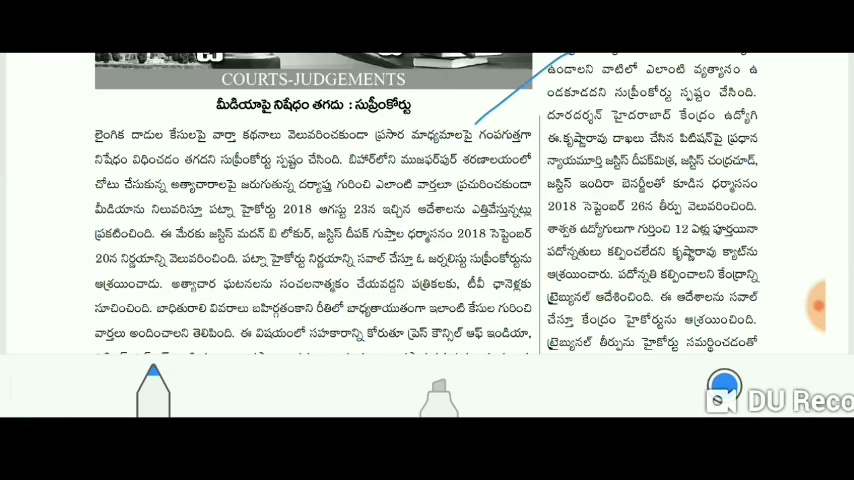 COURTS-JUDGEMENTS
మీడియాపై నిషేధం తగదు : సుప్రీంకోర్టు
లైంగిక దాడుల కేసులపై వార్తా కథనాలు వెలువరించకుండా ప్రసార మాధ్యమాలపై గంపగుత్తగా
నిషేధం విధించడం తగదని సుప్రీంకోర్టు స్పష్టం చేసింది. బిహార్‌లోని ముజఫర్‌పుర్ శరణాలయంలో
చోటు చేసుకున్న అత్యాచారాలపై జరుగుతున్న దర్యాప్తు గురించి ఎలాంటి వార్తలూ ప్రచురించకుండా
మీడియాను నిలువరిస్తూ పట్నా హైకోర్టు 2018 ఆగస్టు 23న ఇచ్చిన ఆదేశాలను ఎత్తివేస్తున్నట్లు
ప్రకటించింది. ఈ మేరకు జస్టిస్ మదన్ బి లోకుర్, జస్టిస్ దీపక్ గుప్తాల ధర్మాసనం 2018 సెప్టెంబర్
20న నిర్ణయాన్ని వెలువరించింది. పట్నా హైకోర్టు నిర్ణయాన్ని సవాల్ చేస్తూ ఓ జర్నలిస్టు సుప్రీంకోర్టును
ఆశ్రయించాడు. అత్యాచార ఘటనలను సంచలనాత్మకం చేయవద్దని పత్రికలకు, టీవీ ఛానెళ్లకు
సూచించింది. బాధితురాలి వివరాలు బహిర్గతంకాని రీతిలో బాధ్యతాయుతంగా ఇలాంటి కేసుల గురించి
వార్తలు అందించాలని తెలిపింది. ఈ విషయంలో సహకారాన్ని కోరుతూ ప్రెస్ కౌన్సిల్ ఆఫ్ ఇండియా,
ఉండాలని వాటిలో ఎలాంటి వ్యత్యాసం ఉ
ండకూడదని సుప్రీంకోర్టు స్పష్టం చేసింది.
దూరదర్శన్ హైదరాబాద్ కేంద్రం ఉద్యోగి
ఈ.కృష్ణారావు దాఖలు చేసిన పిటిషన్‌పై ప్రధాన
న్యాయమూర్తి జస్టిస్ దీపక్‌మిశ్ర, జస్టిస్ చంద్రచూడ్,
జస్టిస్ ఇందిరా బెనర్జీలతో కూడిన ధర్మాసనం
2018 సెప్టెంబర్ 26న తీర్పు వెలువరించింది.
శాశ్వత ఉద్యోగులుగా గుర్తించి 12 ఏళ్లు పూర్తయినా
పదోన్నతులు కల్పించలేదని కృష్ణారావు క్యాట్‌ను
ఆశ్రయించారు. పదోన్నతి కల్పించాలని కేంద్రాన్ని
ట్రైబ్యునల్ ఆదేశించింది. ఈ ఆదేశాలను సవాల్
చేస్తూ కేంద్రం హైకోర్టును ఆశ్రయించింది.
ట్రైబ్యునల్ తీర్పును హైకోర్టు సమర్థించడంతో
DU Reco